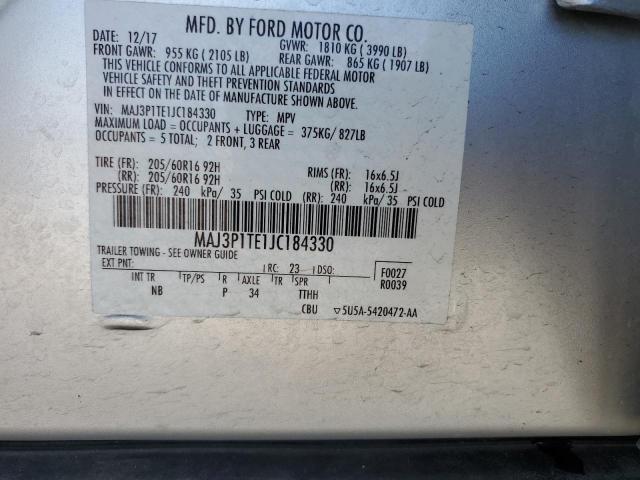 MFD. BY FORD MOTOR CO.
DATE: 12/17 GVWR: 1810 KG ( 3990 LB)
FRONT GAWR: 955 KG ( 2105 LB) REAR GAWR: 865 KG ( 1907 LB)
THIS VEHICLE CONFORMS TO ALL APPLICABLE FEDERAL MOTOR
VEHICLE SAFETY AND THEFT PREVENTION STANDARDS
IN EFFECT ON THE DATE OF MANUFACTURE SHOWN ABOVE.
VIN: MAJ3P1TE1JC184330 TYPE: MPV
MAXIMUM LOAD = OCCUPANTS + LUGGAGE = 375KG/ 827LB
OCCUPANTS = 5 TOTAL; 2 FRONT, 3 REAR
TIRE (FR): 205/60R16 92H RIMS (FR): 16x6.5J
(RR): 205/60R16 92H (RR): 16x6.5J
PRESSURE (FR): 240 kPa/ 35 PSI COLD (RR): 240 kPa/ 35 PSI COLD
MAJ3P1TE1JC184330
TRAILER TOWING - SEE OWNER GUIDE
EXT PNT: RC: 23 DSO: F0027
R0039
INT TR TP/PS R AXLE TR SPR
NB P 34 TTHH
CBU ▽5U5A-5420472-AA